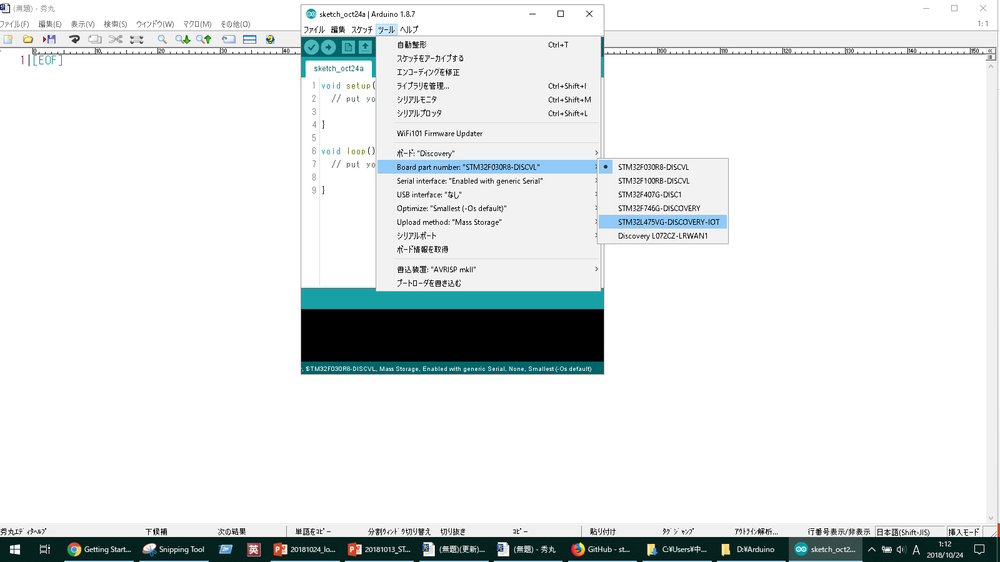 (無題) - 秀丸
ファイル(F) 編集(E) 表示(V) 検索(S) ウィンドウ(W) マクロ(M) その他(O)
1: 1
0 10 20 30 40 100 110 120 130 140 150
1 [EOF]
sketch_oct24a | Arduino 1.8.7
ファイル 編集 スケッチ ツール ヘルプ
sketch_oct24a
1 void setup(
2 // put yo
3
4 }
5
6 void loop()
7 // put yo
8
9 }
自動整形 Ctrl+T
スケッチをアーカイブする
エンコーディングを修正
ライブラリを管理... Ctrl+Shift+I
シリアルモニタ Ctrl+Shift+M
シリアルプロッタ Ctrl+Shift+L
WiFi101 Firmware Updater
ボード: "Discovery"
Board part number: "STM32F030R8-DISCVL"
Serial interface: "Enabled with generic Serial"
USB interface: "なし"
Optimize: "Smallest (-Os default)"
Upload method: "Mass Storage"
シリアルポート
ボード情報を取得
書込装置: "AVRISP mkII"
ブートローダを書き込む
STM32F030R8-DISCVL
STM32F100RB-DISCVL
STM32F407G-DISC1
STM32F746G-DISCOVERY
STM32L475VG-DISCOVERY-IOT
Discovery L072CZ-LRWAN1
, STM32F030R8-DISCVL, Mass Storage, Enabled with generic Serial, None, Smallest (-Os default)
秀丸エディタヘルプ 下候補 次の結果 単語をコピー 分割ウィンドウ切り替え 切り抜き コピー 貼り付け タグジャンプ アウトライン解析... 行番号表示/非表示 日本語(Shift-JIS) 挿入モード
Getting Start... Snipping Tool 英 20181024_lo... 20181013_ST... (無題)(更新)... (無題) - 秀丸 GitHub - st... C:¥Users¥中... D:¥Arduino sketch_oct2... A 1:12
2018/10/24